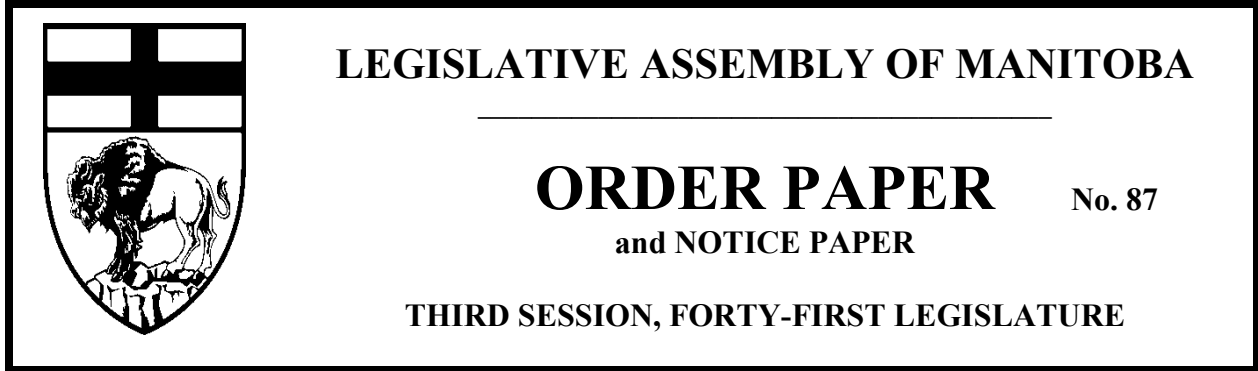 LEGISLATIVE ASSEMBLY OF MANITOBA
ORDER PAPER No. 87
and NOTICE PAPER
THIRD SESSION, FORTY-FIRST LEGISLATURE